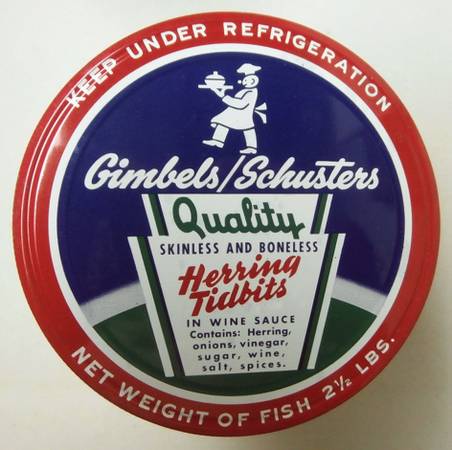 KEEP UNDER REFRIGERATION
Gimbels/Schusters
Quality
SKINLESS AND BONELESS
Herring
Tidbits
IN WINE SAUCE
Contains: Herring,
onions, vinegar,
sugar, wine,
salt, spices.
NET WEIGHT OF FISH 2½ LBS.